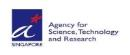 Agency for
Science, Technology
and Research
SINGAPORE